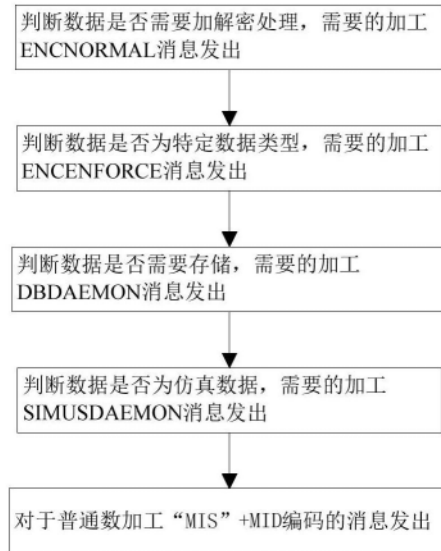 判断数据是否需要加解密处理，需要的加工
ENCNORMAL消息发出
判断数据是否为特定数据类型，需要的加工
ENCENFORCE消息发出
判断数据是否需要存储，需要的加工
DBDAEMON消息发出
判断数据是否为仿真数据，需要的加工
SIMUSDAEMON消息发出
对于普通数加工“MIS”+MID编码的消息发出